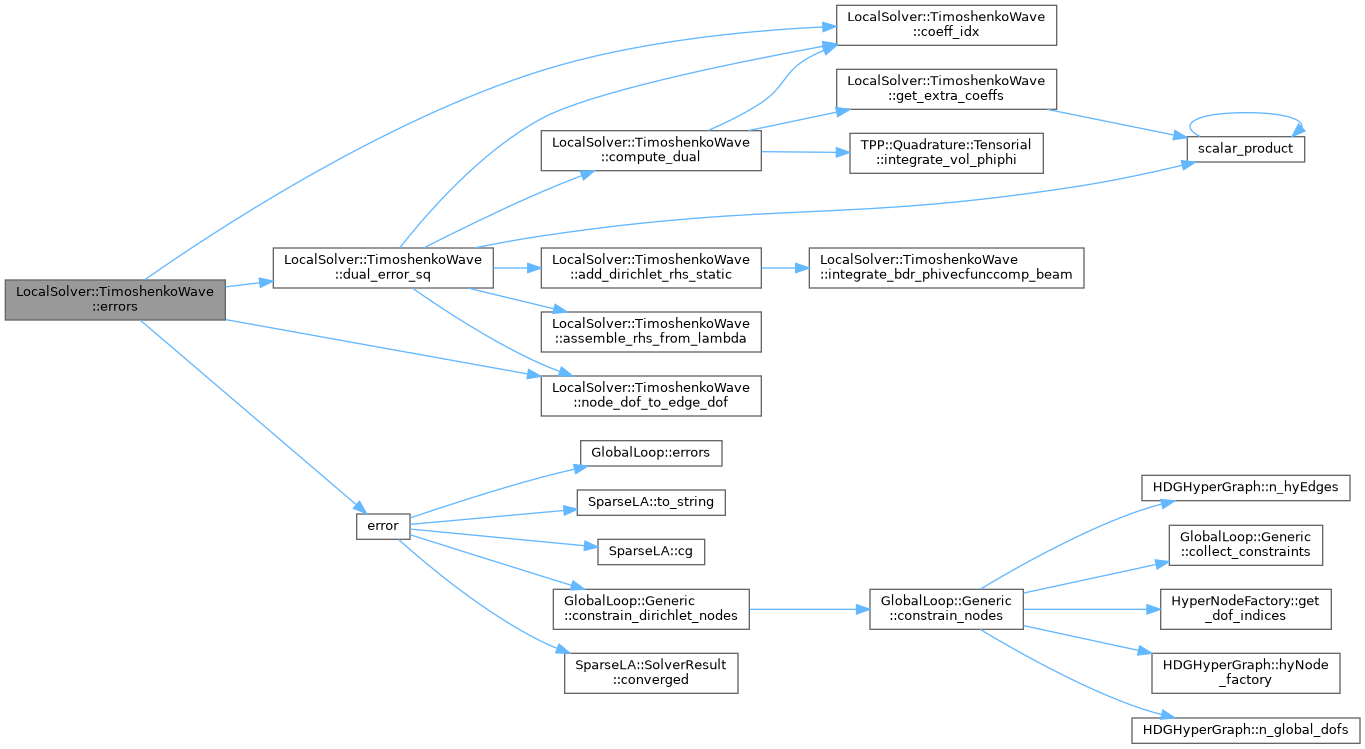 LocalSolver::TimoshenkoWave
::errors
LocalSolver::TimoshenkoWave
::coeff_idx
LocalSolver::TimoshenkoWave
::dual_error_sq
LocalSolver::TimoshenkoWave
::compute_dual
LocalSolver::TimoshenkoWave
::get_extra_coeffs
scalar_product
TPP::Quadrature::Tensorial
::integrate_vol_phiphi
LocalSolver::TimoshenkoWave
::add_dirichlet_rhs_static
LocalSolver::TimoshenkoWave
::integrate_bdr_phivecfunccomp_beam
LocalSolver::TimoshenkoWave
::assemble_rhs_from_lambda
LocalSolver::TimoshenkoWave
::node_dof_to_edge_dof
error
GlobalLoop::errors
SparseLA::to_string
SparseLA::cg
GlobalLoop::Generic
::constrain_dirichlet_nodes
SparseLA::SolverResult
::converged
GlobalLoop::Generic
::constrain_nodes
HDGHyperGraph::n_hyEdges
GlobalLoop::Generic
::collect_constraints
HyperNodeFactory::get
_dof_indices
HDGHyperGraph::hyNode
_factory
HDGHyperGraph::n_global_dofs